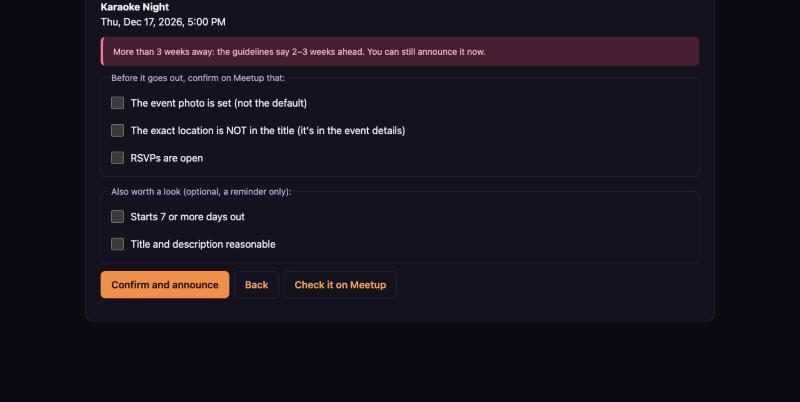 Karaoke Night
Thu, Dec 17, 2026, 5:00 PM
More than 3 weeks away: the guidelines say 2–3 weeks ahead. You can still announce it now.
Before it goes out, confirm on Meetup that:
The event photo is set (not the default)
The exact location is NOT in the title (it's in the event details)
RSVPs are open
Also worth a look (optional, a reminder only):
Starts 7 or more days out
Title and description reasonable
Confirm and announce Back Check it on Meetup